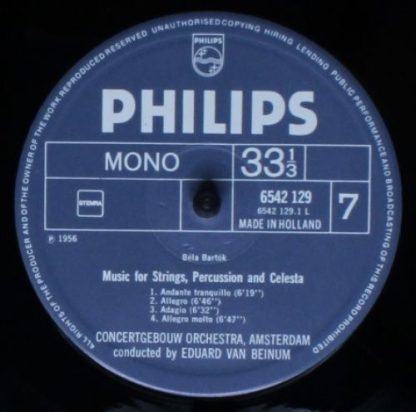 ALL RIGHTS OF THE PRODUCER AND OF THE OWNER OF THE WORK REPRODUCED RESERVED UNAUTHORISED COPYING HIRING LENDING PUBLIC PERFORMANCE AND BROADCASTING OF THIS RECORD PROHIBITED
PHILIPS
PHILIPS
MONO
33 1/3
STEMRA
6542 129
6542 129.1 L
MADE IN HOLLAND
7
℗ 1956
Béla Bartók
Music for Strings, Percussion and Celesta
1. Andante tranquillo (6'19'')
2. Allegro (6'46'')
3. Adagio (6'32'')
4. Allegro molto (6'47'')
CONCERTGEBOUW ORCHESTRA, AMSTERDAM
conducted by EDUARD VAN BEINUM